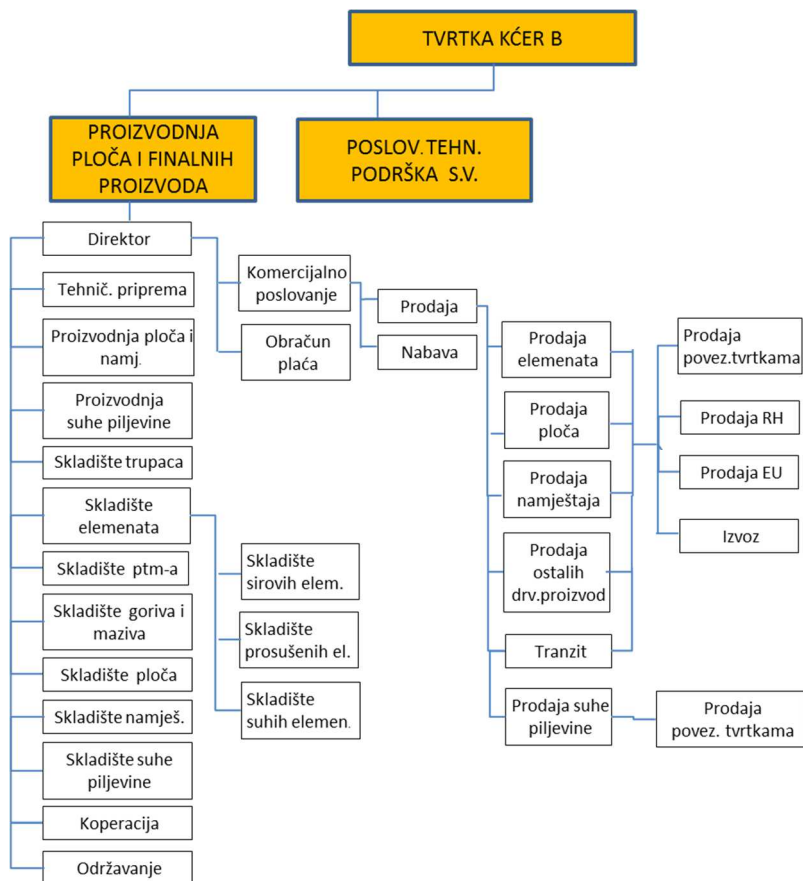 TVRTKA KĆER B
PROIZVODNJA
PLOČA I FINALNIH
PROIZVODA
POSLOV. TEHN.
PODRŠKA S.V.
Direktor
Tehnič. priprema
Proizvodnja ploča i
namj.
Proizvodnja
suhe piljevine
Skladište trupaca
Skladište
elemenata
Skladište ptm-a
Skladište goriva i
maziva
Skladište ploča
Skladište namješ.
Skladište suhe
piljevine
Koperacija
Održavanje
Komercijalno
poslovanje
Obračun
plaća
Skladište
sirovih elem.
Skladište
prosušenih el.
Skladište
suhih elemen.
Prodaja
Nabava
Prodaja
elemenata
Prodaja
ploča
Prodaja
namještaja
Prodaja
ostalih
drv.proizvod
Tranzit
Prodaja suhe
piljevine
Prodaja
povez.tvrtkama
Prodaja RH
Prodaja EU
Izvoz
Prodaja
povez. tvrtkama